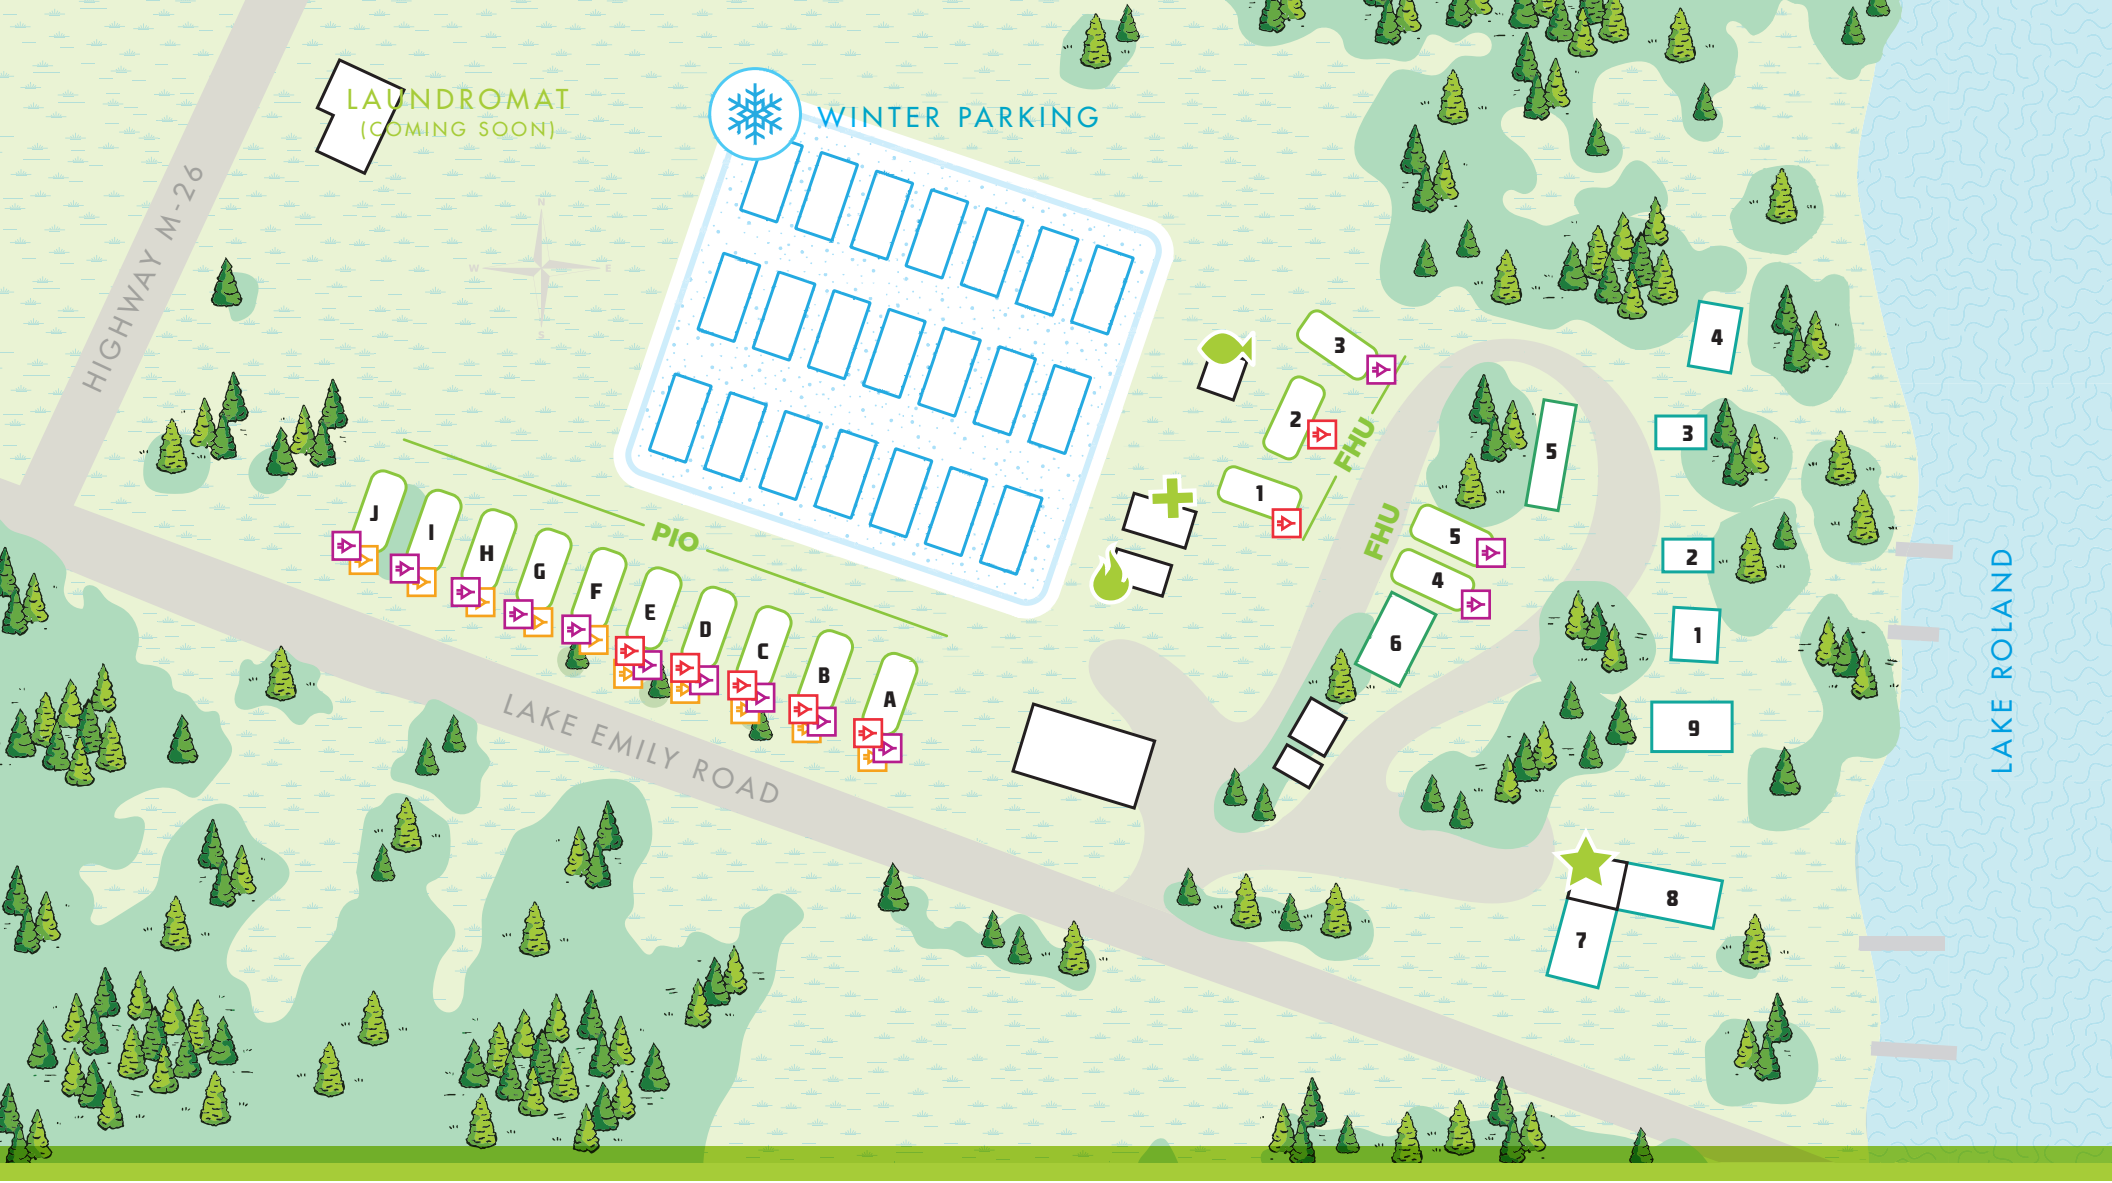 LAUNDROMAT
(COMING SOON)
WINTER PARKING
HIGHWAY M-26
N
W
E
S
3
2
1
FHU
FHU
5
4
5
6
4
3
2
1
9
8
7
J
I
H
G
F
E
D
C
B
A
PIO
LAKE EMILY ROAD
LAKE ROLAND